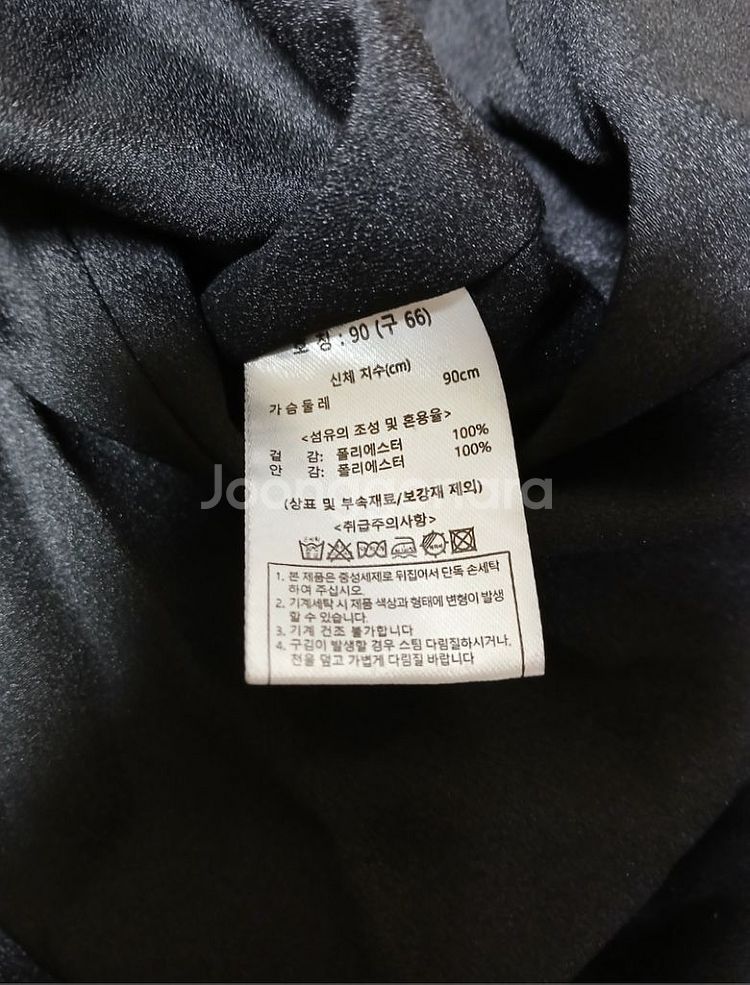 호 칭 : 90 (구 66)
신체 치수(cm)
가슴둘레 90cm
<섬유의 조성 및 혼용율>
겉 감: 폴리에스터 100%
안 감: 폴리에스터 100%
(상표 및 부속재료/보강재 제외)
<취급주의사항>
1. 본 제품은 중성세제로 뒤집어서 단독 손세탁
하여 주십시오.
2. 기계세탁 시 제품 색상과 형태에 변형이 발생
할 수 있습니다.
3. 기계 건조 불가합니다
4. 구김이 발생할 경우 스팀 다림질하시거나,
천을 덮고 가볍게 다림질 바랍니다
Joonggonara